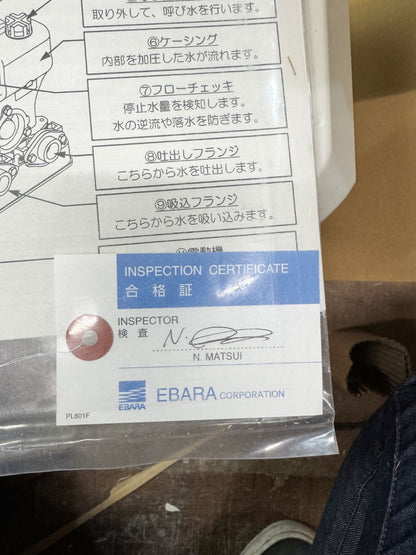 取り外して、呼び水を行います。
⑥ケーシング
内部を加圧した水が流れます。
⑦フローチェッキ
停止水量を検知します。
水の逆流や落水を防ぎます。
⑧吐出しフランジ
こちらから水を吐出します。
⑨吸込フランジ
こちらから水を吸い込みます。
電動機
INSPECTION CERTIFICATE
合格証
INSPECTOR
検査
N. MATSUI
EBARA
EBARA CORPORATION
PL601F